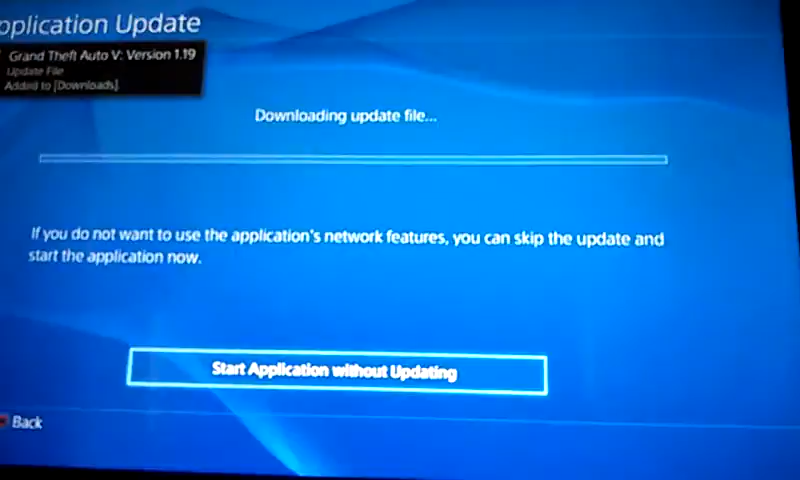 pplication Update
Grand Theft Auto V: Version 1.19
Update File
Added to [Downloads].
Downloading update file...
If you do not want to use the application's network features, you can skip the update and
start the application now.
Start Application without Updating
Back